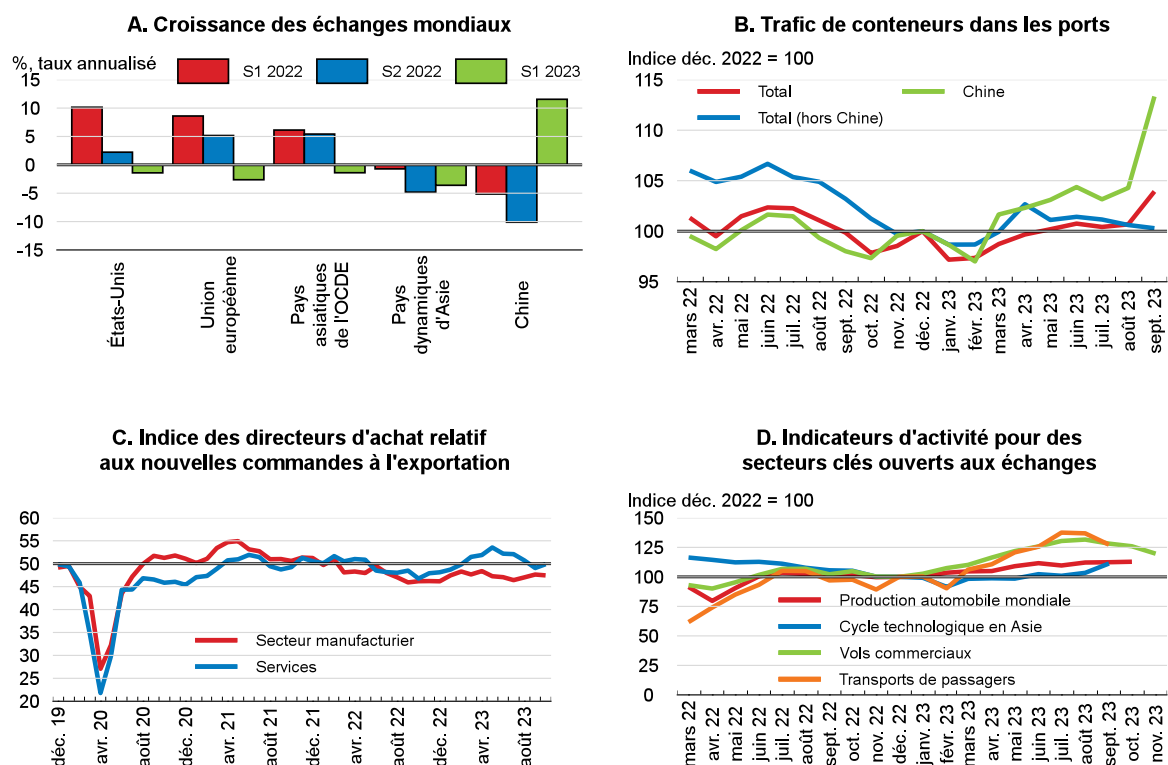 A. Croissance des échanges mondiaux
%, taux annualisé
S1 2022
S2 2022
S1 2023
15
10
5
0
-5
-10
-15
États-Unis
Union
européenne
Pays
asiatiques
de l'OCDE
Pays
dynamiques
d'Asie
Chine
B. Trafic de conteneurs dans les ports
Indice déc. 2022 = 100
Total
Chine
Total (hors Chine)
115
110
105
100
95
mars 22
avr. 22
mai 22
juin 22
juil. 22
août 22
sept. 22
oct. 22
nov. 22
déc. 22
janv. 23
févr. 23
mars 23
avr. 23
mai 23
juin 23
juil. 23
août 23
sept. 23
C. Indice des directeurs d'achat relatif
aux nouvelles commandes à l'exportation
60
55
50
45
40
35
30
25
20
Secteur manufacturier
Services
déc. 19
avr. 20
août 20
déc. 20
avr. 21
août 21
déc. 21
avr. 22
août 22
déc. 22
avr. 23
août 23
D. Indicateurs d'activité pour des
secteurs clés ouverts aux échanges
Indice déc. 2022 = 100
150
125
100
75
50
25
0
Production automobile mondiale
Cycle technologique en Asie
Vols commerciaux
Transports de passagers
mars 22
avr. 22
mai 22
juin 22
juil. 22
août 22
sept. 22
oct. 22
nov. 22
déc. 22
janv. 23
févr. 23
mars 23
avr. 23
mai 23
juin 23
juil. 23
août 23
sept. 23
oct. 23
nov. 23